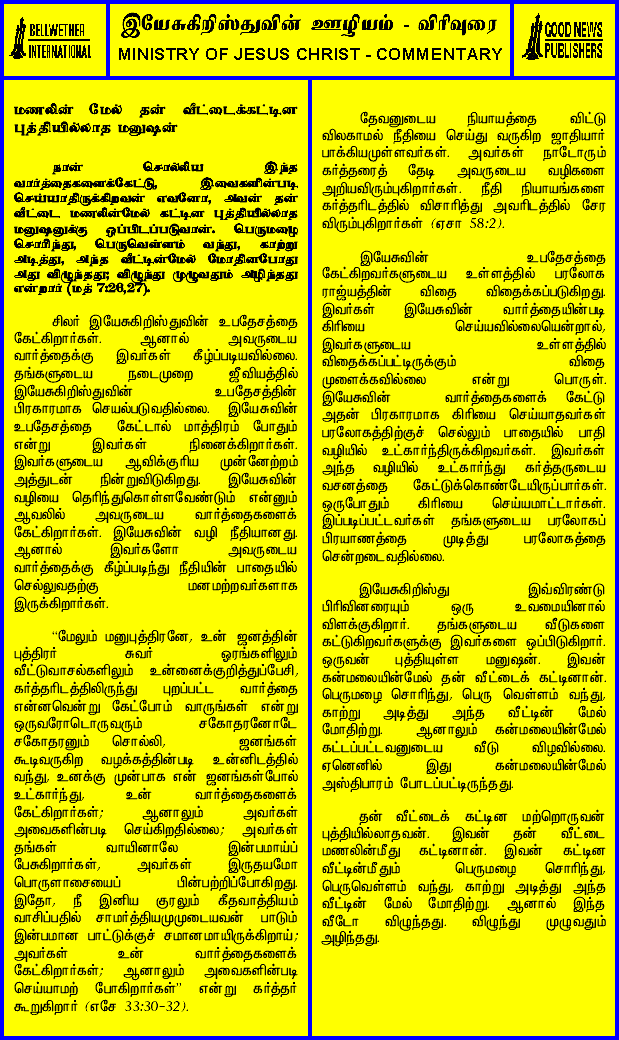 BELLWETHER
INTERNATIONAL
இயேசுகிறிஸ்துவின் ஊழியம் - விரிவுரை
MINISTRY OF JESUS CHRIST - COMMENTARY
GOOD NEWS
PUBLISHERS
மணலின் மேல் தன் வீட்டைக்கட்டின
புத்தியில்லாத மனுஷன்
நான் சொல்லிய இந்த
வார்த்தைகளைக்கேட்டு, இவைகளின்படி
செய்யாதிருக்கிறவன் எவனோ, அவன் தன்
வீட்டை மணலின்மேல் கட்டின புத்தியில்லாத
மனுஷனுக்கு ஒப்பிடப்படுவான். பெருமழை
சொரிந்து, பெருவெள்ளம் வந்து, காற்று
அடித்து, அந்த வீட்டின்மேல் மோதினபோது
அது விழுந்தது; விழுந்து முழுவதும் அழிந்தது
என்றார் (மத் 7:26,27).
சிலர் இயேசுகிறிஸ்துவின் உபதேசத்தை
கேட்கிறார்கள். ஆனால் அவருடைய
வார்த்தைக்கு இவர்கள் கீழ்ப்படியவில்லை.
தங்களுடைய நடைமுறை ஜீவியத்தில்
இயேசுகிறிஸ்துவின் உபதேசத்தின்
பிரகாரமாக செயல்படுவதில்லை. இயேசுவின்
உபதேசத்தை கேட்டால் மாத்திரம் போதும்
என்று இவர்கள் நினைக்கிறார்கள்.
இவர்களுடைய ஆவிக்குரிய முன்னேற்றம்
அத்துடன் நின்றுவிடுகிறது. இயேசுவின்
வழியை தெரிந்துகொள்ளவேண்டும் என்னும்
ஆவலில் அவருடைய வார்த்தைகளைக்
கேட்கிறார்கள். இயேசுவின் வழி நீதியானது.
ஆனால் இவர்களோ அவருடைய
வார்த்தைக்கு கீழ்ப்படிந்து நீதியின் பாதையில்
செல்லுவதற்கு மனமற்றவர்களாக
இருக்கிறார்கள்.
“மேலும் மனுபுத்திரனே, உன் ஜனத்தின்
புத்திரர் சுவர் ஓரங்களிலும்
வீட்டுவாசல்களிலும் உன்னைக்குறித்துப்பேசி,
கர்த்தரிடத்திலிருந்து புறப்பட்ட வார்த்தை
என்னவென்று கேட்போம் வாருங்கள் என்று
ஒருவரோடொருவரும் சகோதரனோடே
சகோதரனும் சொல்லி, ஜனங்கள்
கூடிவருகிற வழக்கத்தின்படி உன்னிடத்தில்
வந்து, உனக்கு முன்பாக என் ஜனங்கள்போல்
உட்கார்ந்து, உன் வார்த்தைகளைக்
கேட்கிறார்கள்; ஆனாலும் அவர்கள்
அவைகளின்படி செய்கிறதில்லை; அவர்கள்
தங்கள் வாயினாலே இன்பமாய்ப்
பேசுகிறார்கள், அவர்கள் இருதயமோ
பொருளாசையைப் பின்பற்றிப்போகிறது.
இதோ, நீ இனிய குரலும் கீதவாத்தியம்
வாசிப்பதில் சாமர்த்தியமுமுடையவன் பாடும்
இன்பமான பாட்டுக்குச் சமானமாயிருக்கிறாய்;
அவர்கள் உன் வார்த்தைகளைக்
கேட்கிறார்கள்; ஆனாலும் அவைகளின்படி
செய்யாமற் போகிறார்கள்” என்று கர்த்தர்
கூறுகிறார் (எசே 33:30-32).
தேவனுடைய நியாயத்தை விட்டு
விலகாமல் நீதியை செய்து வருகிற ஜாதியார்
பாக்கியமுள்ளவர்கள். அவர்கள் நாடோரும்
கர்த்தரைத் தேடி அவருடைய வழிகளை
அறியவிரும்புகிறார்கள். நீதி நியாயங்களை
கர்த்தரிடத்தில் விசாரித்து அவரிடத்தில் சேர
விரும்புகிறார்கள் (ஏசா 58:2).
இயேசுவின் உபதேசத்தை
கேட்கிறவர்களுடைய உள்ளத்தில் பரலோக
ராஜ்யத்தின் விதை விதைக்கப்படுகிறது.
இவர்கள் இயேசுவின் வார்த்தையின்படி
கிரியை செய்யவில்லையென்றால்,
இவர்களுடைய உள்ளத்தில்
விதைக்கப்பட்டிருக்கும் விதை
முளைக்கவில்லை என்று பொருள்.
இயேசுவின் வார்த்தைகளைக் கேட்டு
அதன் பிரகாரமாக கிரியை செய்யாதவர்கள்
பரலோகத்திற்குச் செல்லும் பாதையில் பாதி
வழியில் உட்கார்ந்திருக்கிறவர்கள். இவர்கள்
அந்த வழியில் உட்கார்ந்து கர்த்தருடைய
வசனத்தை கேட்டுக்கொண்டேயிருப்பார்கள்.
ஒருபோதும் கிரியை செய்யமாட்டார்கள்.
இப்படிப்பட்டவர்கள் தங்களுடைய பரலோகப்
பிரயாணத்தை முடித்து பரலோகத்தை
சென்றடைவதில்லை.
இயேசுகிறிஸ்து இவ்விரண்டு
பிரிவினரையும் ஒரு உவமையினால்
விளக்குகிறார். தங்களுடைய வீடுகளை
கட்டுகிறவர்களுக்கு இவர்களை ஒப்பிடுகிறார்.
ஒருவன் புத்தியுள்ள மனுஷன். இவன்
கன்மலையின்மேல் தன் வீட்டைக் கட்டினான்.
பெருமழை சொரிந்து, பெரு வெள்ளம் வந்து,
காற்று அடித்து அந்த வீட்டின் மேல்
மோதிற்று. ஆனாலும் கன்மலையின்மேல்
கட்டப்பட்டவனுடைய வீடு விழவில்லை.
ஏனெனில் இது கன்மலையின்மேல்
அஸ்திபாரம் போடப்பட்டிருந்தது.
தன் வீட்டைக் கட்டின மற்றொருவன்
புத்தியில்லாதவன். இவன் தன் வீட்டை
மணலின்மீது கட்டினான். இவன் கட்டின
வீட்டின்மீதும் பெருமழை சொரிந்து,
பெருவெள்ளம் வந்து, காற்று அடித்து அந்த
வீட்டின் மேல் மோதிற்று. ஆனால் இந்த
வீடோ விழுந்தது. விழுந்து முழுவதும்
அழிந்தது.